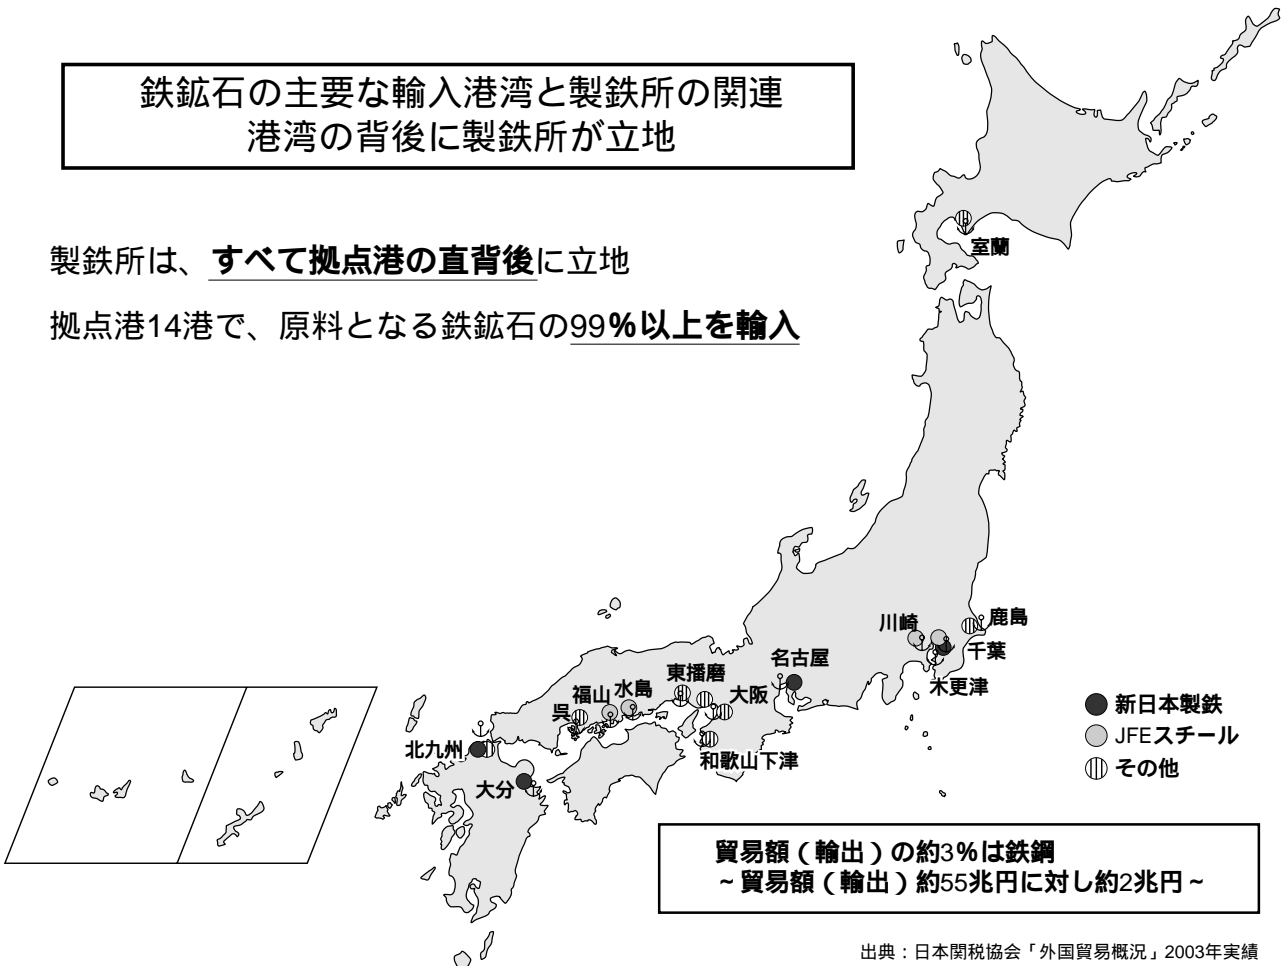 鉄鉱石の主要な輸入港湾と製鉄所の関連
港湾の背後に製鉄所が立地
製鉄所は、すべて拠点港の直背後に立地
拠点港14港で、原料となる鉄鉱石の99%以上を輸入
室蘭
鹿島
川崎
千葉
木更津
名古屋
東播磨
大阪
水島
福山
呉
和歌山下津
北九州
大分
新日本製鉄
JFEスチール
その他
貿易額（輸出）の約3%は鉄鋼
~貿易額（輸出）約55兆円に対し約2兆円~
出典：日本関税協会「外国貿易概況」2003年実績